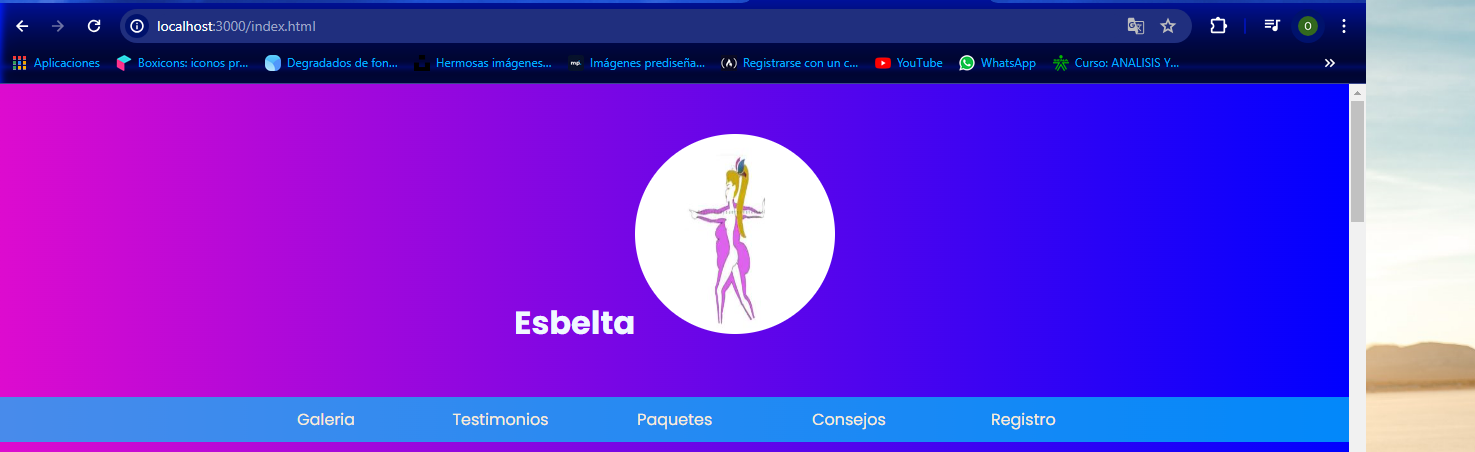 localhost:3000/index.html
O
Aplicaciones Boxicons: iconos pr... Degradados de fon... Hermosas imágenes... mp. Imágenes prediseña... Registrarse con un c... YouTube WhatsApp Curso: ANALISIS Y...
Esbelta
Galeria Testimonios Paquetes Consejos Registro